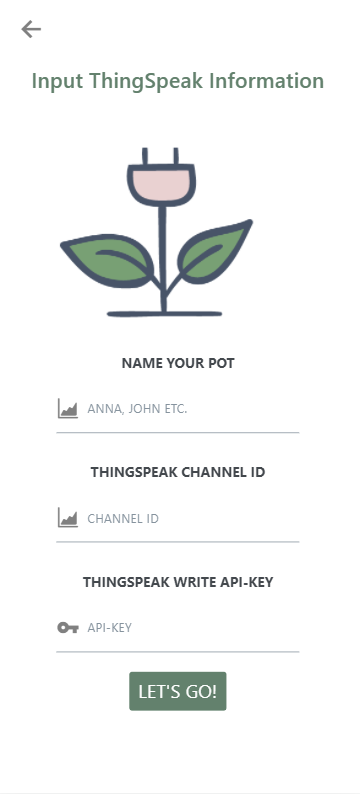 Input ThingSpeak Information
NAME YOUR POT
ANNA, JOHN ETC.
THINGSPEAK CHANNEL ID
CHANNEL ID
THINGSPEAK WRITE API-KEY
API-KEY
LET'S GO!